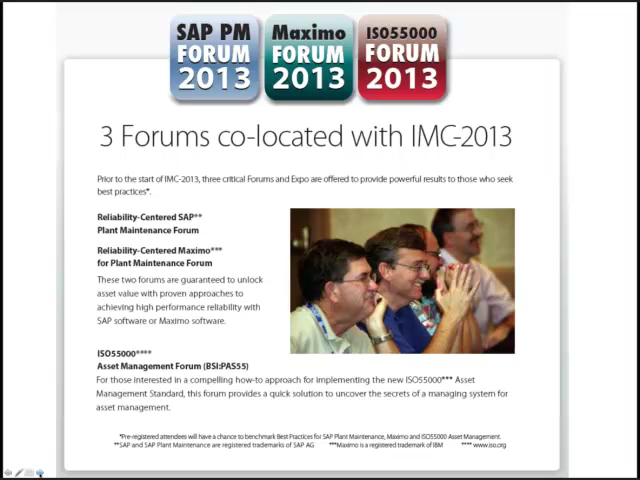 SAP PM
FORUM
2013
Maximo
FORUM
2013
ISO55000
FORUM
2013
3 Forums co-located with IMC-2013
Prior to the start of IMC-2013, three critical Forums and Expo are offered to provide powerful results to those who seek
best practices*.
Reliability-Centered SAP**
Plant Maintenance Forum
Reliability-Centered Maximo***
for Plant Maintenance Forum
These two forums are guaranteed to unlock
asset value with proven approaches to
achieving high performance reliability with
SAP software or Maximo software.
ISO55000****
Asset Management Forum (BSI:PAS55)
For those interested in a compelling how-to approach for implementing the new ISO55000*** Asset
Management Standard, this forum provides a quick solution to uncover the secrets of a managing system for
asset management.
*Pre-registered attendees will have a chance to benchmark Best Practices for SAP Plant Maintenance, Maximo and ISO55000 Asset Management.
**SAP and SAP Plant Maintenance are registered trademarks of SAP AG ***Maximo is a registered trademark of IBM **** www.iso.org